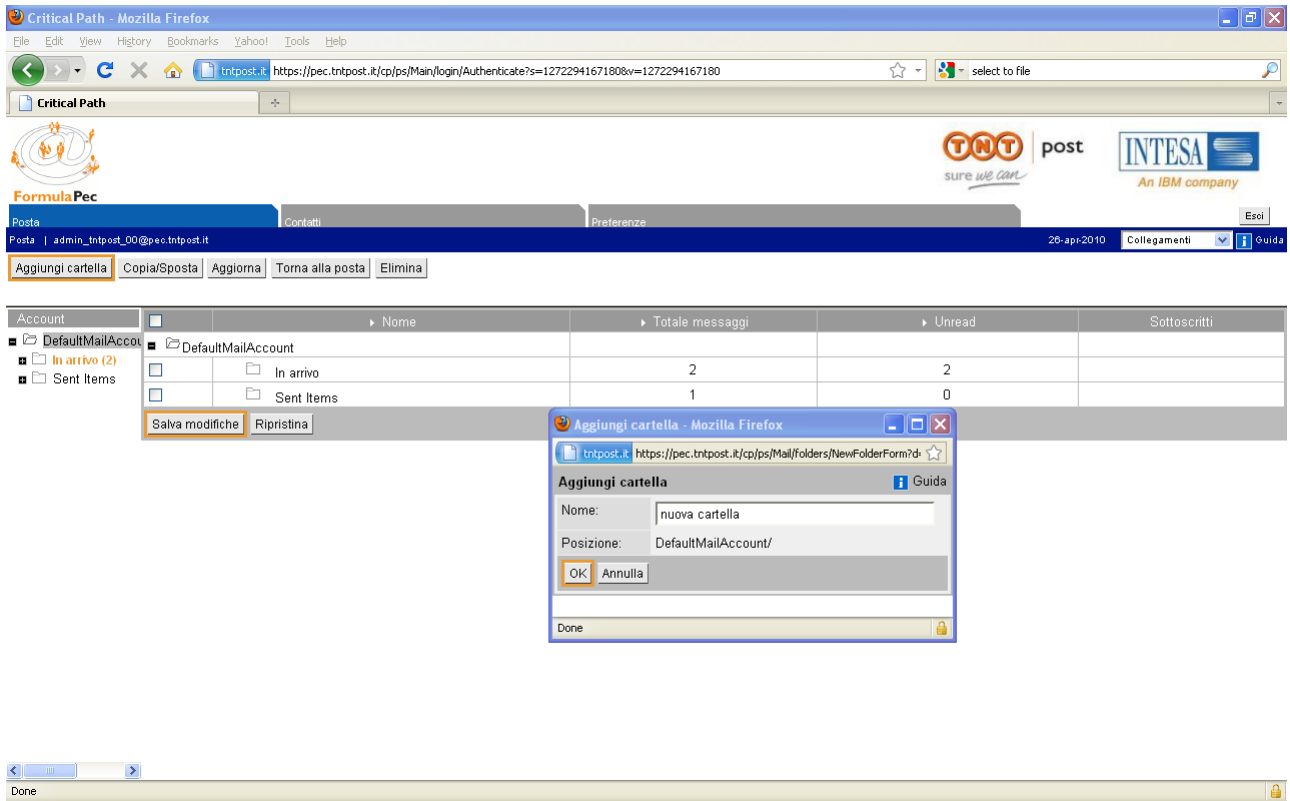 Critical Path - Mozilla Firefox
File Edit View History Bookmarks Yahoo! Tools Help
tntpost.it https://pec.tntpost.it/cp/ps/Main/login/Authenticate?s=1272294167180&v=1272294167180
select to file
Critical Path
FormulaPec
TNT post
sure we can
INTESA
An IBM company
Posta Contatti Preferenze Esci
Posta | admin_tntpost_00@pec.tntpost.it 26-apr-2010 Collegamenti Guida
Aggiungi cartella Copia/Sposta Aggiorna Torna alla posta Elimina
Account Nome Totale messaggi Unread Sottoscritti
DefaultMailAccou DefaultMailAccount
In arrivo (2) In arrivo 2 2
Sent Items Sent Items 1 0
Salva modifiche Ripristina
Aggiungi cartella - Mozilla Firefox
tntpost.it https://pec.tntpost.it/cp/ps/Mail/folders/NewFolderForm?d
Aggiungi cartella Guida
Nome: nuova cartella
Posizione: DefaultMailAccount/
OK Annulla
Done
Done